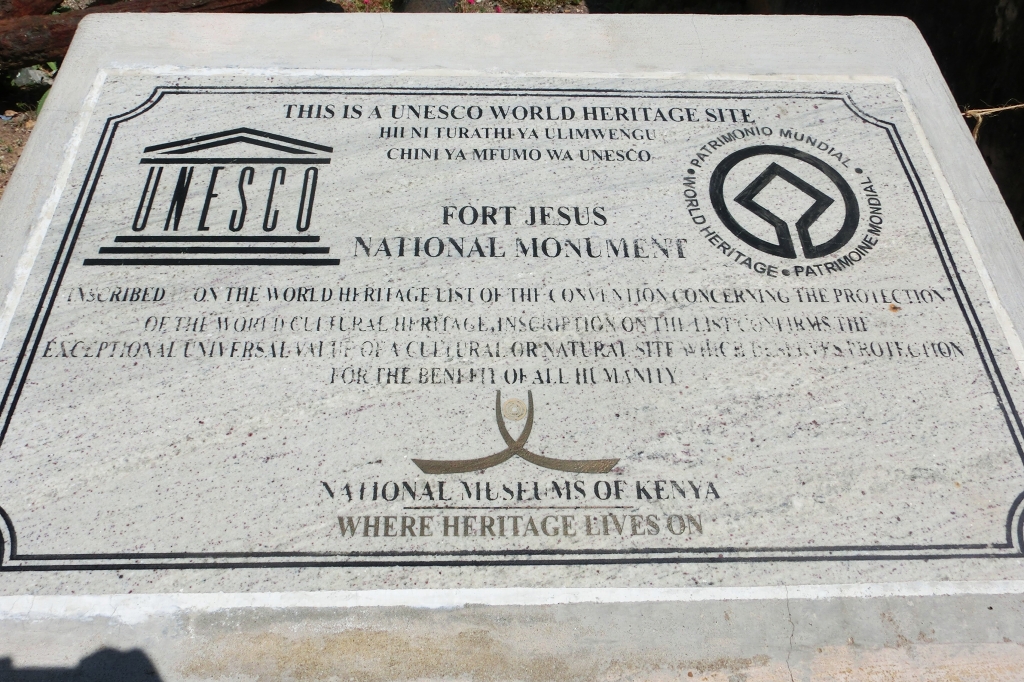 THIS IS A UNESCO WORLD HERITAGE SITE
HII NI TURATHI YA ULIMWENGU
CHINI YA MFUMO WA UNESCO
UNESCO
PATRIMONIO MUNDIAL • WORLD HERITAGE • PATRIMOINE MONDIAL •
FORT JESUS
NATIONAL MONUMENT
INSCRIBED ON THE WORLD HERITAGE LIST OF THE CONVENTION CONCERNING THE PROTECTION
OF THE WORLD CULTURAL HERITAGE, INSCRIPTION ON THE LIST CONFIRMS THE
EXCEPTIONAL UNIVERSAL VALUE OF A CULTURAL OR NATURAL SITE WHICH DESERVES PROTECTION
FOR THE BENEFIT OF ALL HUMANITY
NATIONAL MUSEUMS OF KENYA
WHERE HERITAGE LIVES ON